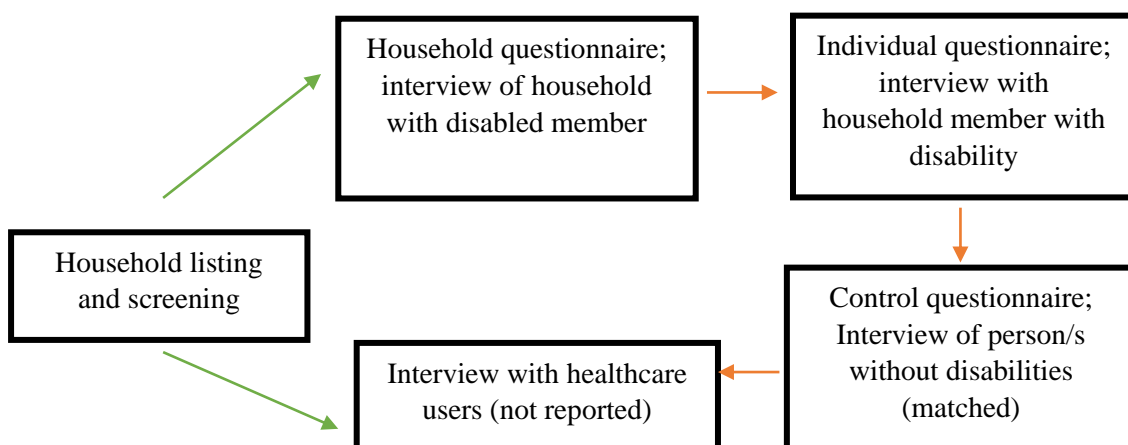 Household questionnaire;
interview of household
with disabled member
Individual questionnaire;
interview with
household member with
disability
Household listing
and screening
Control questionnaire;
Interview of person/s
without disabilities
(matched)
Interview with healthcare
users (not reported)